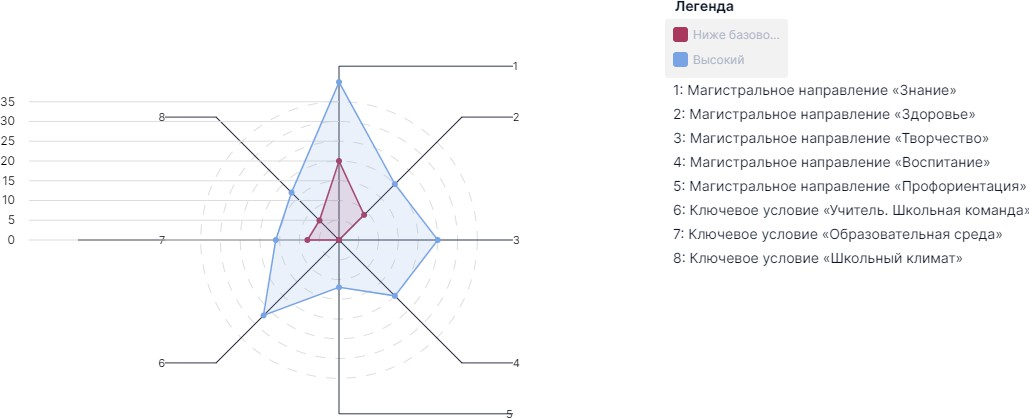 Легенда
Ниже базово...
Высокий
1: Магистральное направление «Знание»
2: Магистральное направление «Здоровье»
3: Магистральное направление «Творчество»
4: Магистральное направление «Воспитание»
5: Магистральное направление «Профориентация»
6: Ключевое условие «Учитель. Школьная команда»
7: Ключевое условие «Образовательная среда»
8: Ключевое условие «Школьный климат»
35
30
25
20
15
10
5
0
1
2
3
4
5
6
7
8